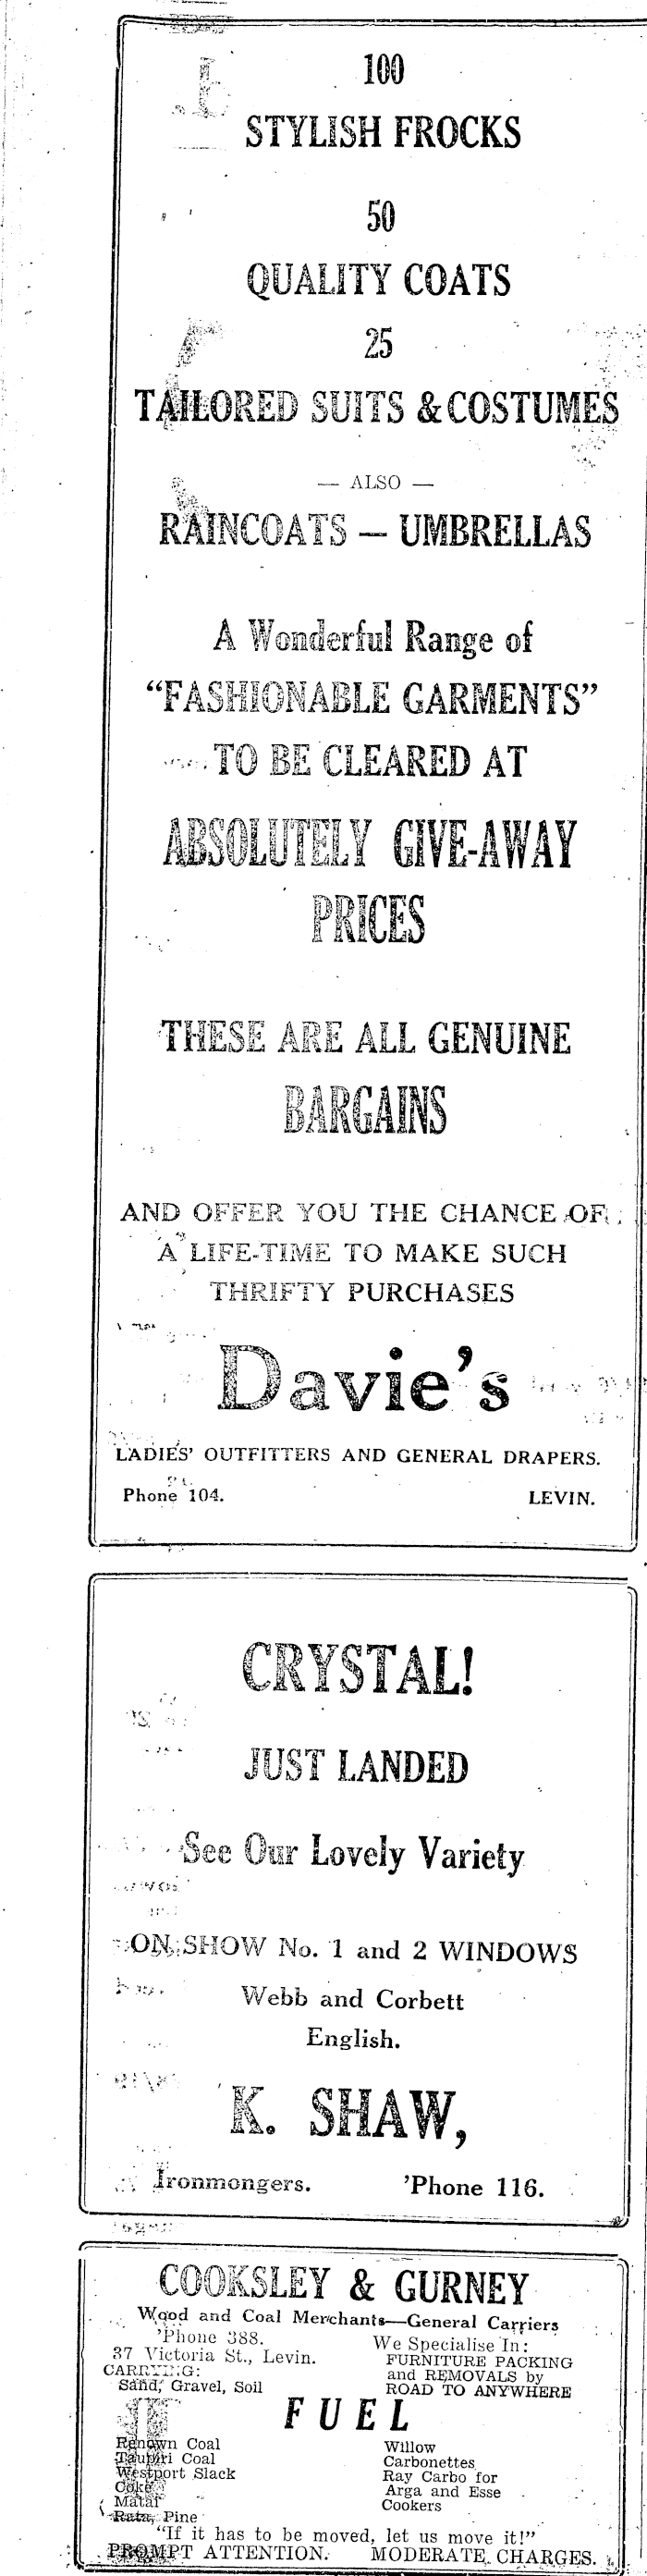 100
STYLISH FROCKS
50
QUALITY COATS
25
TAILORED SUITS & COSTUMES
— ALSO —
RAINCOATS — UMBRELLAS
A Wonderful Range of
“FASHIONABLE GARMENTS”
TO BE CLEARED AT
ABSOLUTELY GIVE-AWAY
PRICES
THESE ARE ALL GENUINE
BARGAINS
AND OFFER YOU THE CHANCE OF
A LIFE-TIME TO MAKE SUCH
THRIFTY PURCHASES
Davie’s
LADIES’ OUTFITTERS AND GENERAL DRAPERS.
Phone 104. LEVIN.
CRYSTAL!
JUST LANDED
See Our Lovely Variety
ON SHOW No. 1 and 2 WINDOWS
Webb and Corbett
English.
K. SHAW,
Ironmongers. ’Phone 116.
COOKSLEY & GURNEY
Wood and Coal Merchants—General Carriers
’Phone 388.
37 Victoria St., Levin.
CARRYING:
Sand, Gravel, Soil
We Specialise In:
FURNITURE PACKING
and REMOVALS by
ROAD TO ANYWHERE
FUEL
Renown Coal
Taupiri Coal
Westport Slack
Coke
Matai
Rata, Pine
Willow
Carbonettes
Ray Carbo for
Arga and Esse
Cookers
“If it has to be moved, let us move it!”
PROMPT ATTENTION. MODERATE CHARGES.